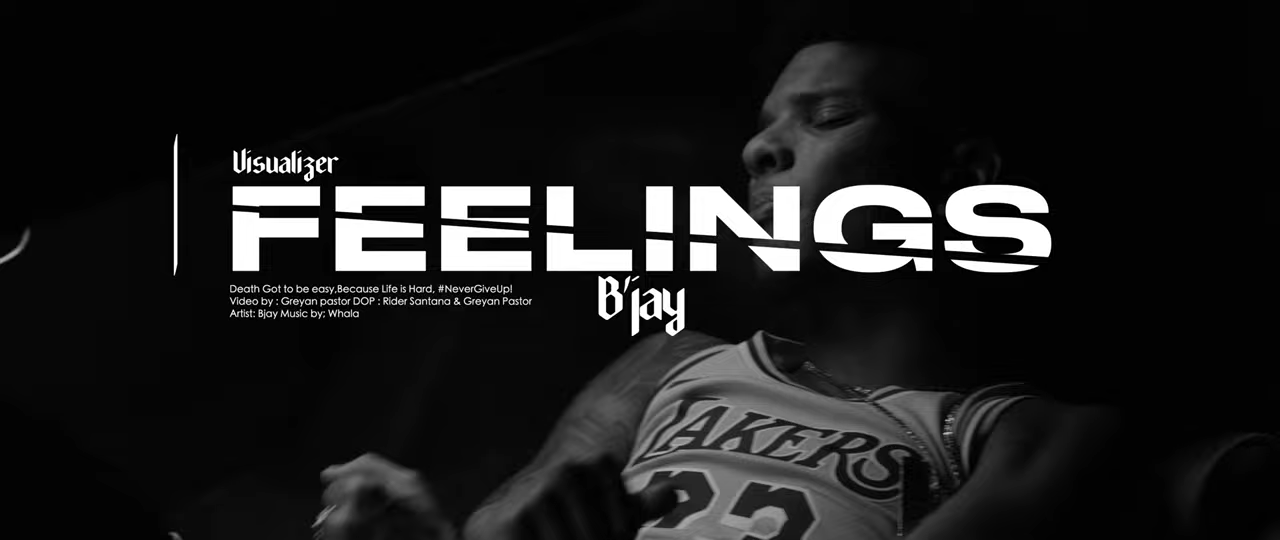 Visualizer
FEELINGS
B'jay
Death Got to be easy,Because Life is Hard, #NeverGiveUp!
Video by : Greyan pastor DOP : Rider Santana & Greyan Pastor
Artist: Bjay Music by; Whala
LAKERS
23